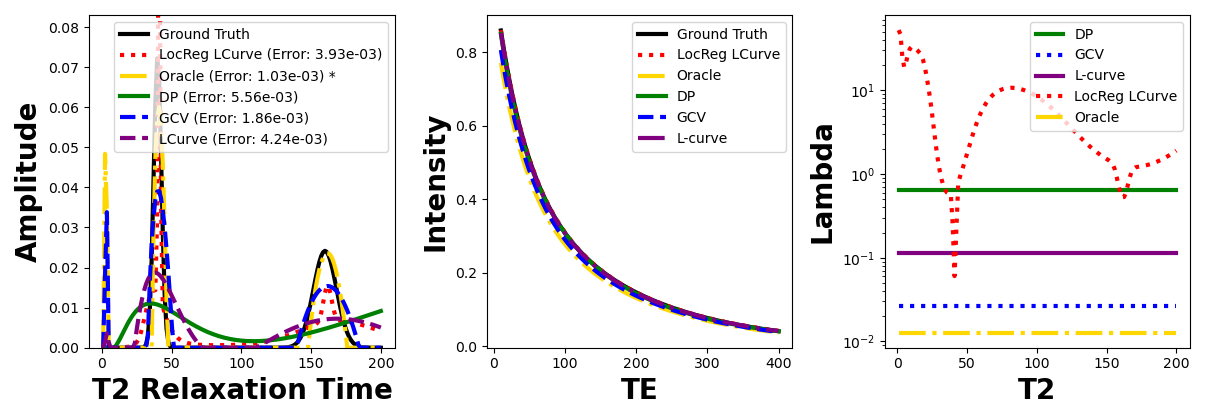 Amplitude
0.08
0.07
0.06
0.05
0.04
0.03
0.02
0.01
0.00
Ground Truth
LocReg LCurve (Error: 3.93e-03)
Oracle (Error: 1.03e-03) *
DP (Error: 5.56e-03)
GCV (Error: 1.86e-03)
LCurve (Error: 4.24e-03)
0 50 100 150 200
T2 Relaxation Time
Intensity
0.8
0.6
0.4
0.2
0.0
Ground Truth
LocReg LCurve
Oracle
DP
GCV
L-curve
0 100 200 300 400
TE
Lambda
10¹
10⁰
10⁻¹
10⁻²
DP
GCV
L-curve
LocReg LCurve
Oracle
0 50 100 150 200
T2